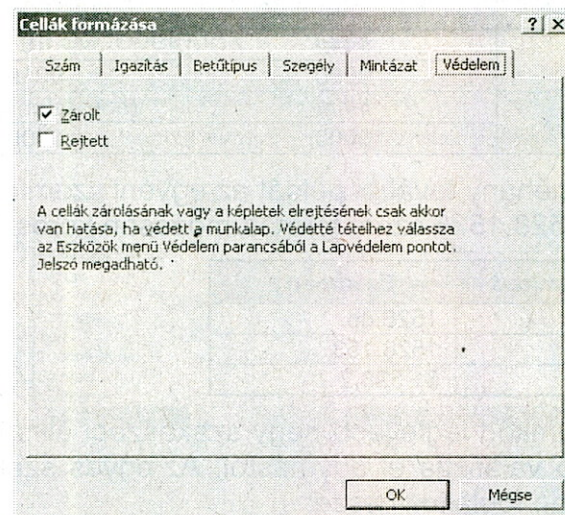 Cellák formázása
Szám Igazítás Betűtípus Szegély Mintázat Védelem
Zárolt
Rejtett
A cellák zárolásának vagy a képletek elrejtésének csak akkor
van hatása, ha védett a munkalap. Védetté tételhez válassza
az Eszközök menü Védelem parancsából a Lapvédelem pontot.
Jelszó megadható.
OK Mégse